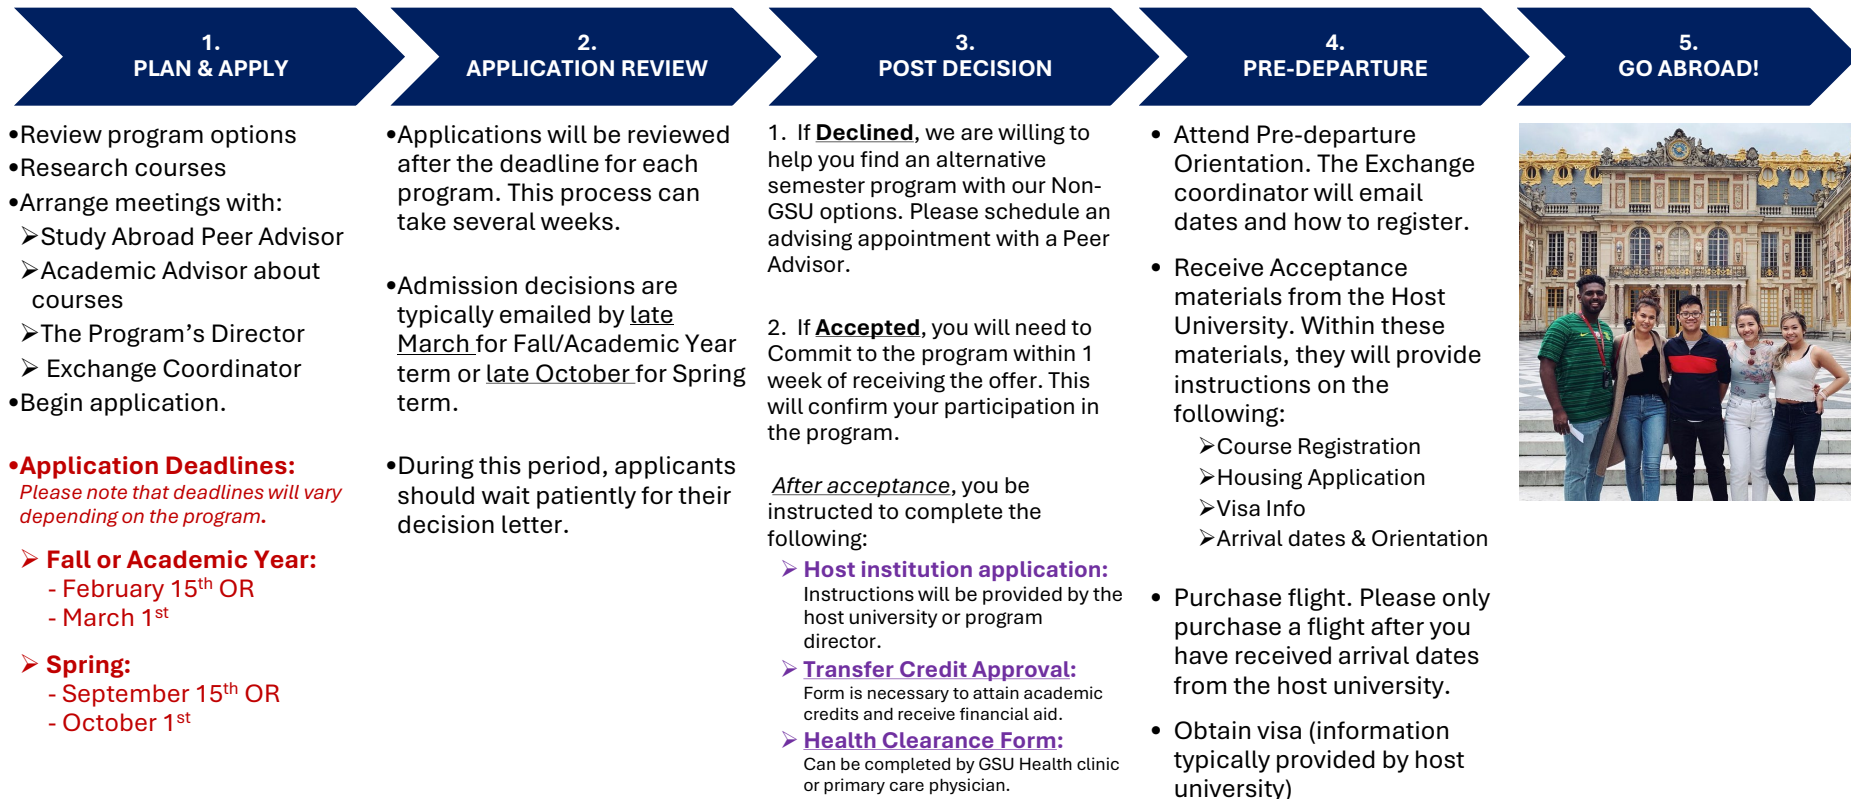 1.
PLAN & APPLY
•Review program options
•Research courses
•Arrange meetings with:
➢Study Abroad Peer Advisor
➢Academic Advisor about
courses
➢The Program’s Director
➢ Exchange Coordinator
•Begin application.
•Application Deadlines:
Please note that deadlines will vary
depending on the program.
➢ Fall or Academic Year:
- February 15th OR
- March 1st
➢ Spring:
- September 15th OR
- October 1st
2.
APPLICATION REVIEW
•Applications will be reviewed
after the deadline for each
program. This process can
take several weeks.
•Admission decisions are
typically emailed by late
March for Fall/Academic Year
term or late October for Spring
term.
•During this period, applicants
should wait patiently for their
decision letter.
3.
POST DECISION
1. If Declined, we are willing to
help you find an alternative
semester program with our Non-
GSU options. Please schedule an
advising appointment with a Peer
Advisor.
2. If Accepted, you will need to
Commit to the program within 1
week of receiving the offer. This
will confirm your participation in
the program.
After acceptance, you be
instructed to complete the
following:
➢ Host institution application:
Instructions will be provided by the
host university or program
director.
➢ Transfer Credit Approval:
Form is necessary to attain academic
credits and receive financial aid.
➢ Health Clearance Form:
Can be completed by GSU Health clinic
or primary care physician.
4.
PRE-DEPARTURE
• Attend Pre-departure
Orientation. The Exchange
coordinator will email
dates and how to register.
• Receive Acceptance
materials from the Host
University. Within these
materials, they will provide
instructions on the
following:
➢Course Registration
➢Housing Application
➢Visa Info
➢Arrival dates & Orientation
• Purchase flight. Please only
purchase a flight after you
have received arrival dates
from the host university.
• Obtain visa (information
typically provided by host
university)
5.
GO ABROAD!